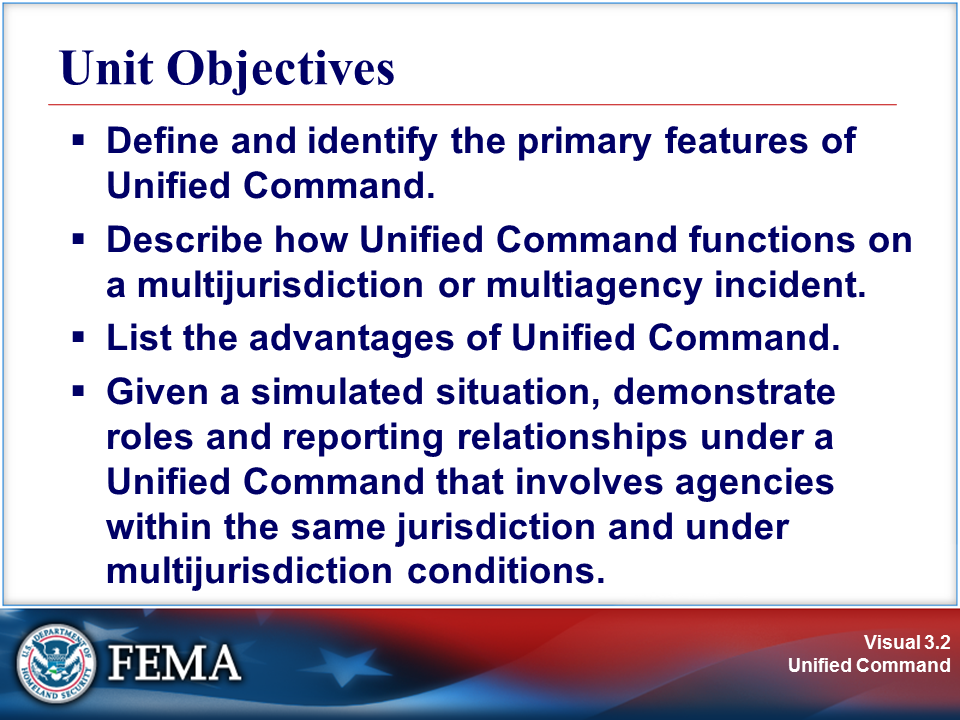 Unit Objectives
▪ Define and identify the primary features of
Unified Command.
▪ Describe how Unified Command functions on
a multijurisdiction or multiagency incident.
▪ List the advantages of Unified Command.
▪ Given a simulated situation, demonstrate
roles and reporting relationships under a
Unified Command that involves agencies
within the same jurisdiction and under
multijurisdiction conditions.
U.S. DEPARTMENT OF
HOMELAND SECURITY
FEMA
Visual 3.2
Unified Command